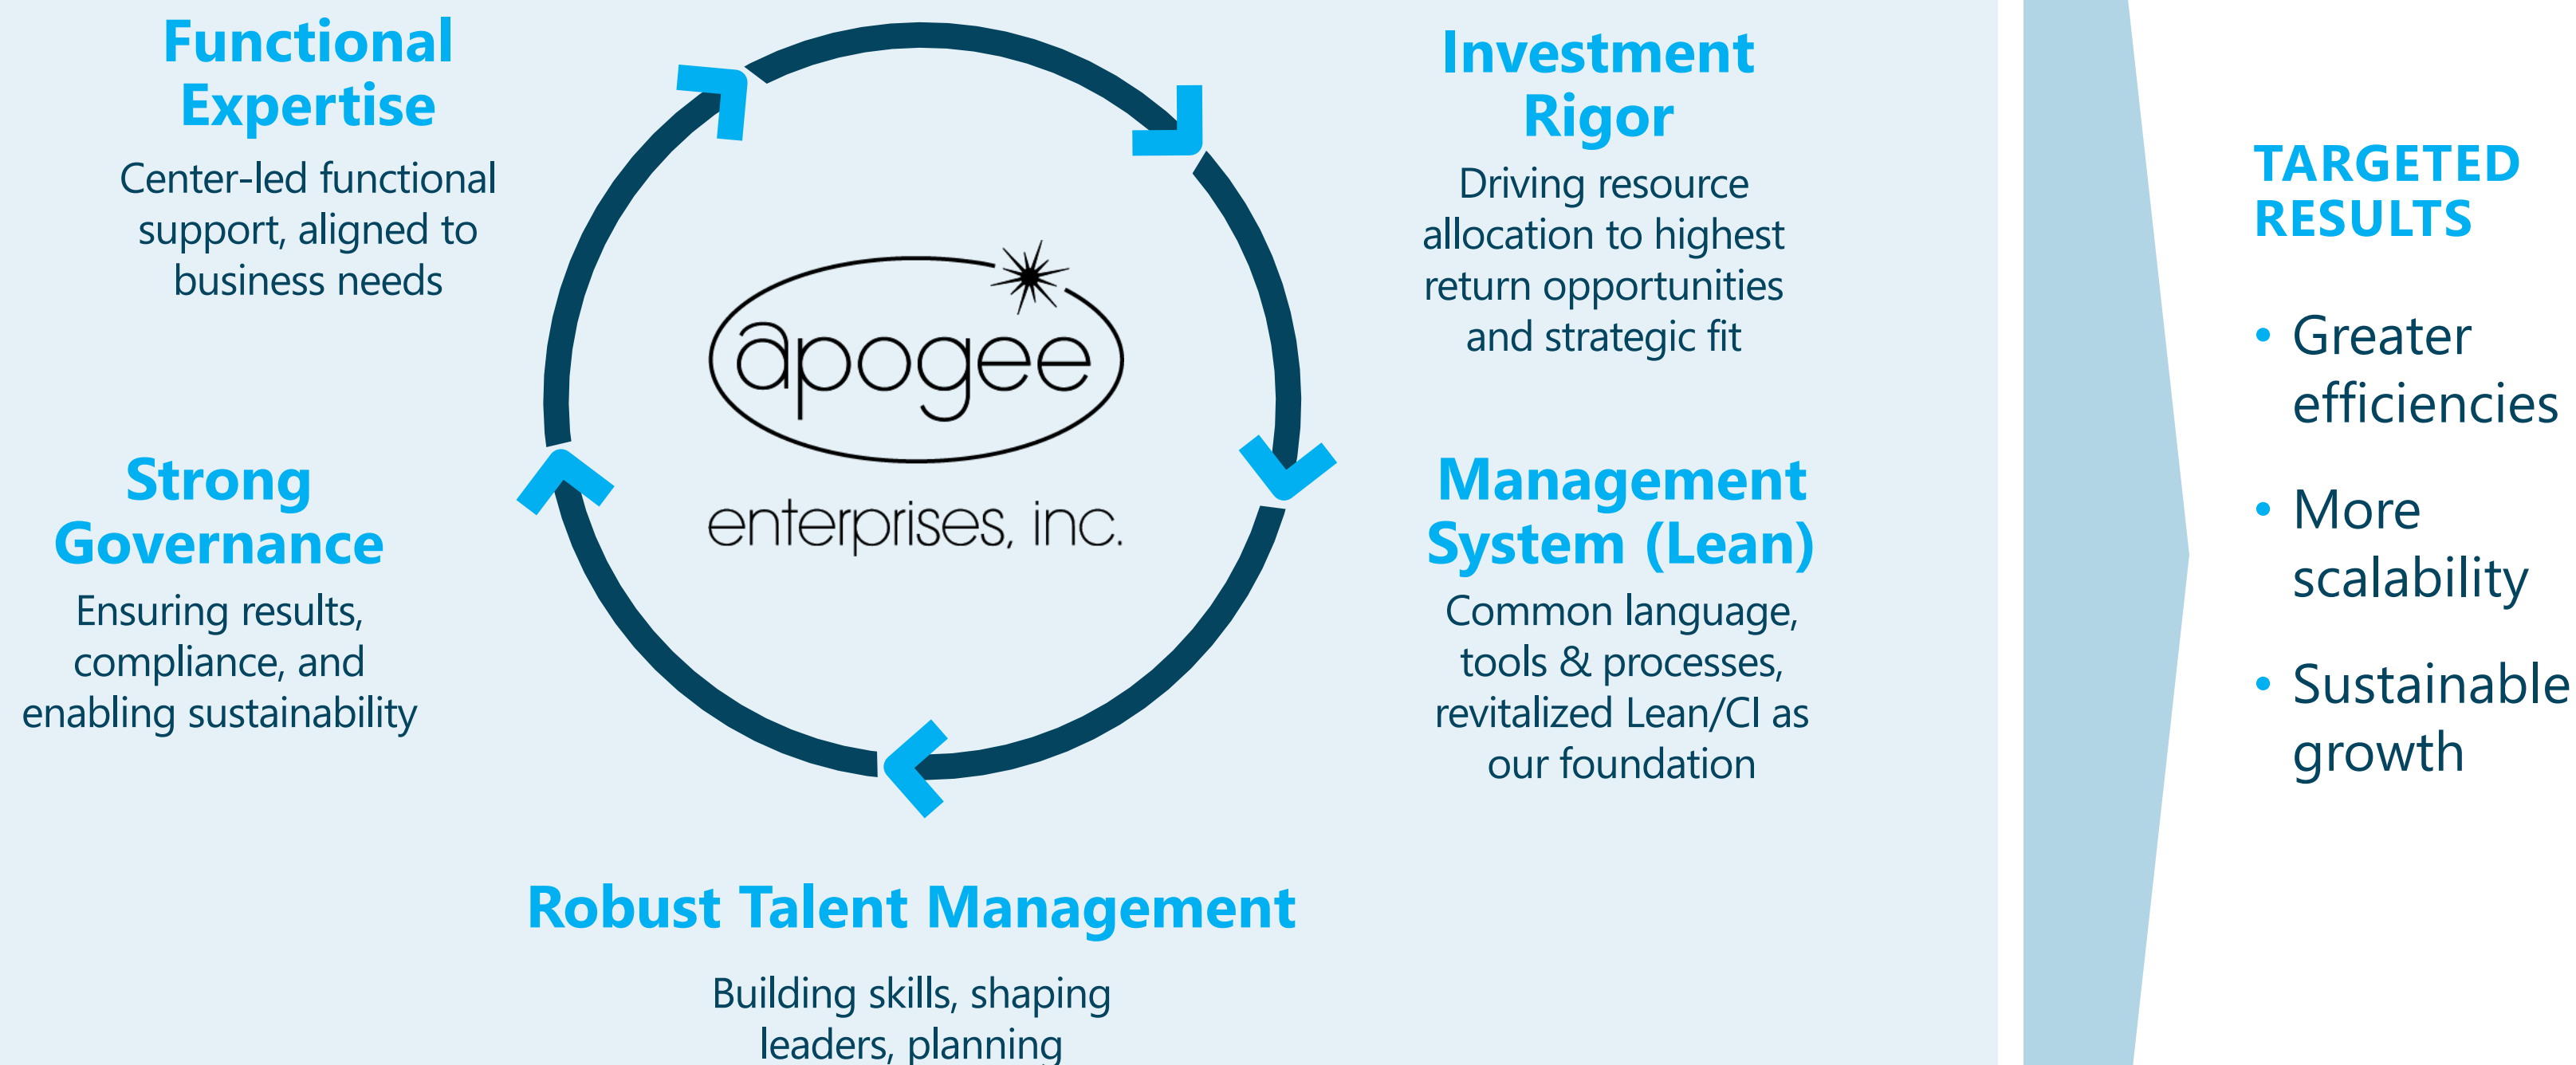 Functional
Expertise
Center-led functional
support, aligned to
business needs
Investment
Rigor
Driving resource
allocation to highest
return opportunities
and strategic fit
apogee
enterprises, inc.
Strong
Governance
Ensuring results,
compliance, and
enabling sustainability
Management
System (Lean)
Common language,
tools & processes,
revitalized Lean/CI as
our foundation
Robust Talent Management
Building skills, shaping
leaders, planning
TARGETED
RESULTS
• Greater
efficiencies
• More
scalability
• Sustainable
growth